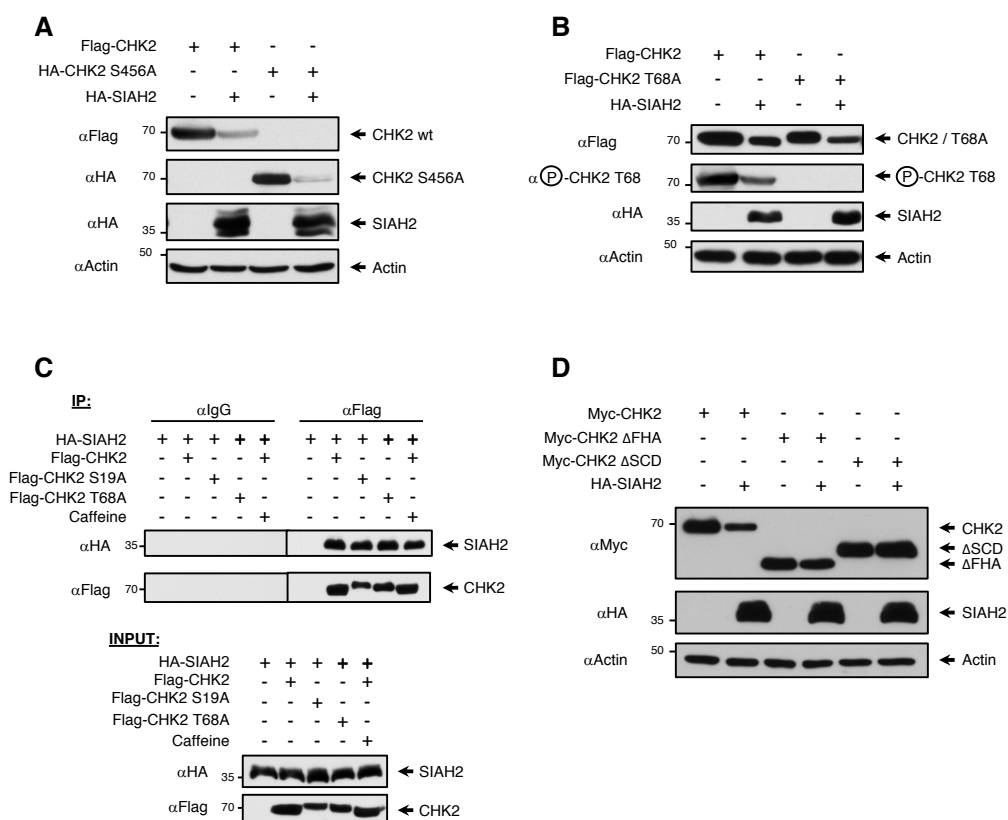 A
Flag-CHK2 + + - -
HA-CHK2 S456A - - + +
HA-SIAH2 - + - +
αFlag 70 CHK2 wt
αHA 70 CHK2 S456A
αHA 35 SIAH2
50
αActin Actin
B
Flag-CHK2 + + - -
Flag-CHK2 T68A - - + +
HA-SIAH2 - + - +
αFlag 70 CHK2 / T68A
α P-CHK2 T68 70 P-CHK2 T68
αHA 35 SIAH2
50
αActin Actin
C
IP:
αIgG αFlag
HA-SIAH2 + + + + + + + + + +
Flag-CHK2 - + - - + - + - - +
Flag-CHK2 S19A - - + - - - - + - -
Flag-CHK2 T68A - - - + - - - - + -
Caffeine - - - - + - - - - +
αHA 35 SIAH2
αFlag 70 CHK2
INPUT:
HA-SIAH2 + + + + +
Flag-CHK2 - + - - +
Flag-CHK2 S19A - - + - -
Flag-CHK2 T68A - - - + -
Caffeine - - - - +
αHA 35 SIAH2
αFlag 70 CHK2
D
Myc-CHK2 + + - - - -
Myc-CHK2 ΔFHA - - + + - -
Myc-CHK2 ΔSCD - - - - + +
HA-SIAH2 - + - + - +
70 CHK2
αMyc ΔSCD
ΔFHA
αHA 35 SIAH2
50
αActin Actin